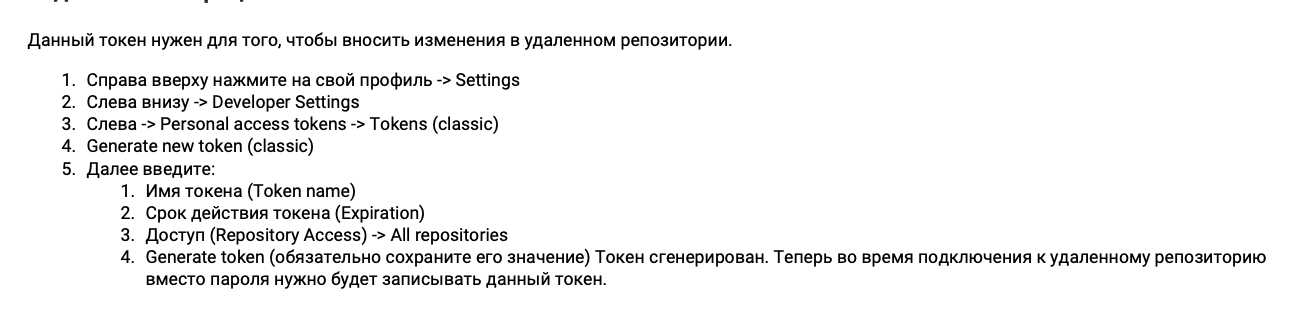 Данный токен нужен для того, чтобы вносить изменения в удаленном репозитории.
1. Справа вверху нажмите на свой профиль -> Settings
2. Слева внизу -> Developer Settings
3. Слева -> Personal access tokens -> Tokens (classic)
4. Generate new token (classic)
5. Далее введите:
1. Имя токена (Token name)
2. Срок действия токена (Expiration)
3. Доступ (Repository Access) -> All repositories
4. Generate token (обязательно сохраните его значение) Токен сгенерирован. Теперь во время подключения к удаленному репозиторию
вместо пароля нужно будет записывать данный токен.